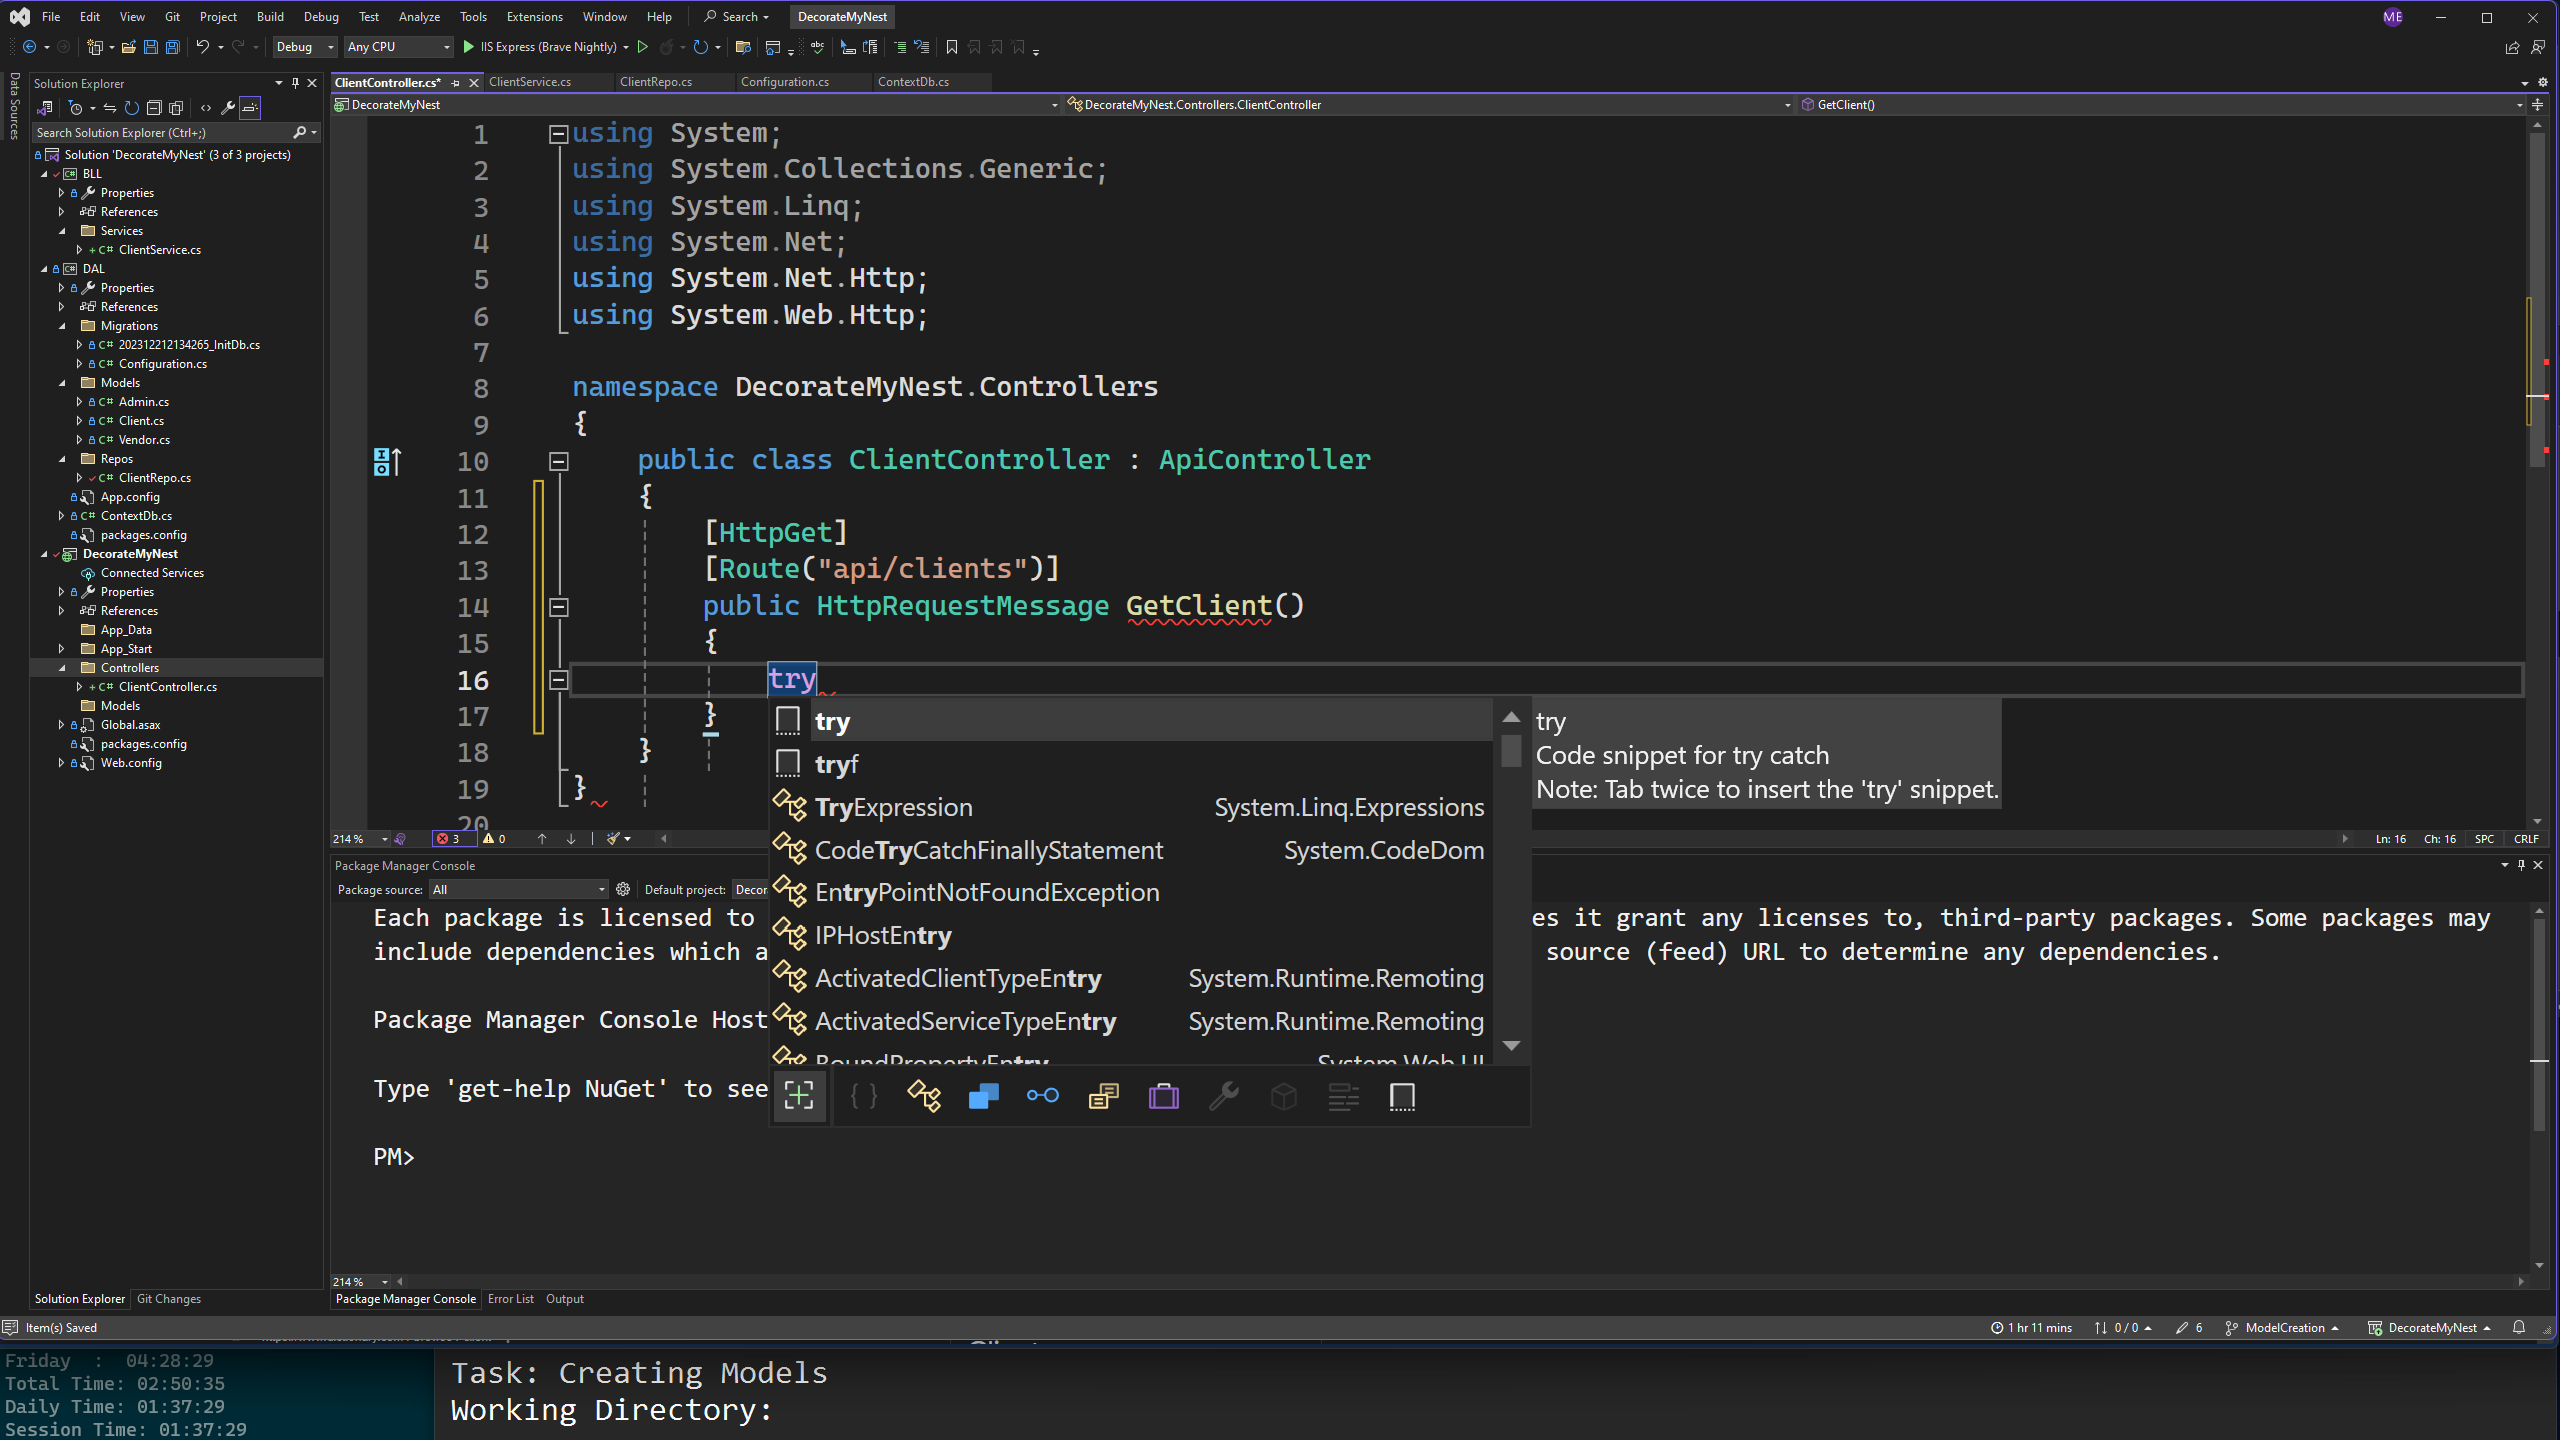 File Edit View Git Project Build Debug Test Analyze Tools Extensions Window Help Search DecorateMyNest ME
Debug Any CPU IIS Express (Brave Nightly)
Data Sources
Solution Explorer
Search Solution Explorer (Ctrl+;)
Solution 'DecorateMyNest' (3 of 3 projects)
BLL
Properties
References
Services
C# ClientService.cs
DAL
Properties
References
Migrations
C# 202312212134265_InitDb.cs
C# Configuration.cs
Models
C# Admin.cs
C# Client.cs
C# Vendor.cs
Repos
C# ClientRepo.cs
App.config
C# ContextDb.cs
packages.config
DecorateMyNest
Connected Services
Properties
References
App_Data
App_Start
Controllers
C# ClientController.cs
Models
Global.asax
packages.config
Web.config
Solution Explorer Git Changes
ClientController.cs* ClientService.cs ClientRepo.cs Configuration.cs ContextDb.cs
DecorateMyNest DecorateMyNest.Controllers.ClientController GetClient()
1 using System;
2 using System.Collections.Generic;
3 using System.Linq;
4 using System.Net;
5 using System.Net.Http;
6 using System.Web.Http;
7
8 namespace DecorateMyNest.Controllers
9 {
10 public class ClientController : ApiController
11 {
12 [HttpGet]
13 [Route("api/clients")]
14 public HttpRequestMessage GetClient()
15 {
16 try
17 }
18 }
19 }
20
try
tryf
TryExpression System.Linq.Expressions
CodeTryCatchFinallyStatement System.CodeDom
EntryPointNotFoundException
IPHostEntry
ActivatedClientTypeEntry System.Runtime.Remoting
ActivatedServiceTypeEntry System.Runtime.Remoting
BoundPropertyEntry System.Web.UI
try
Code snippet for try catch
Note: Tab twice to insert the 'try' snippet.
214 % 3 0 Ln: 16 Ch: 16 SPC CRLF
Package Manager Console
Package source: All Default project: Decor
Each package is licensed to es it grant any licenses to, third-party packages. Some packages may
include dependencies which a source (feed) URL to determine any dependencies.
Package Manager Console Host
Type 'get-help NuGet' to see
PM>
214 %
Package Manager Console Error List Output
Item(s) Saved 1 hr 11 mins 0 / 0 6 ModelCreation DecorateMyNest
Friday : 04:28:29
Total Time: 02:50:35
Daily Time: 01:37:29
Session Time: 01:37:29
Task: Creating Models
Working Directory: